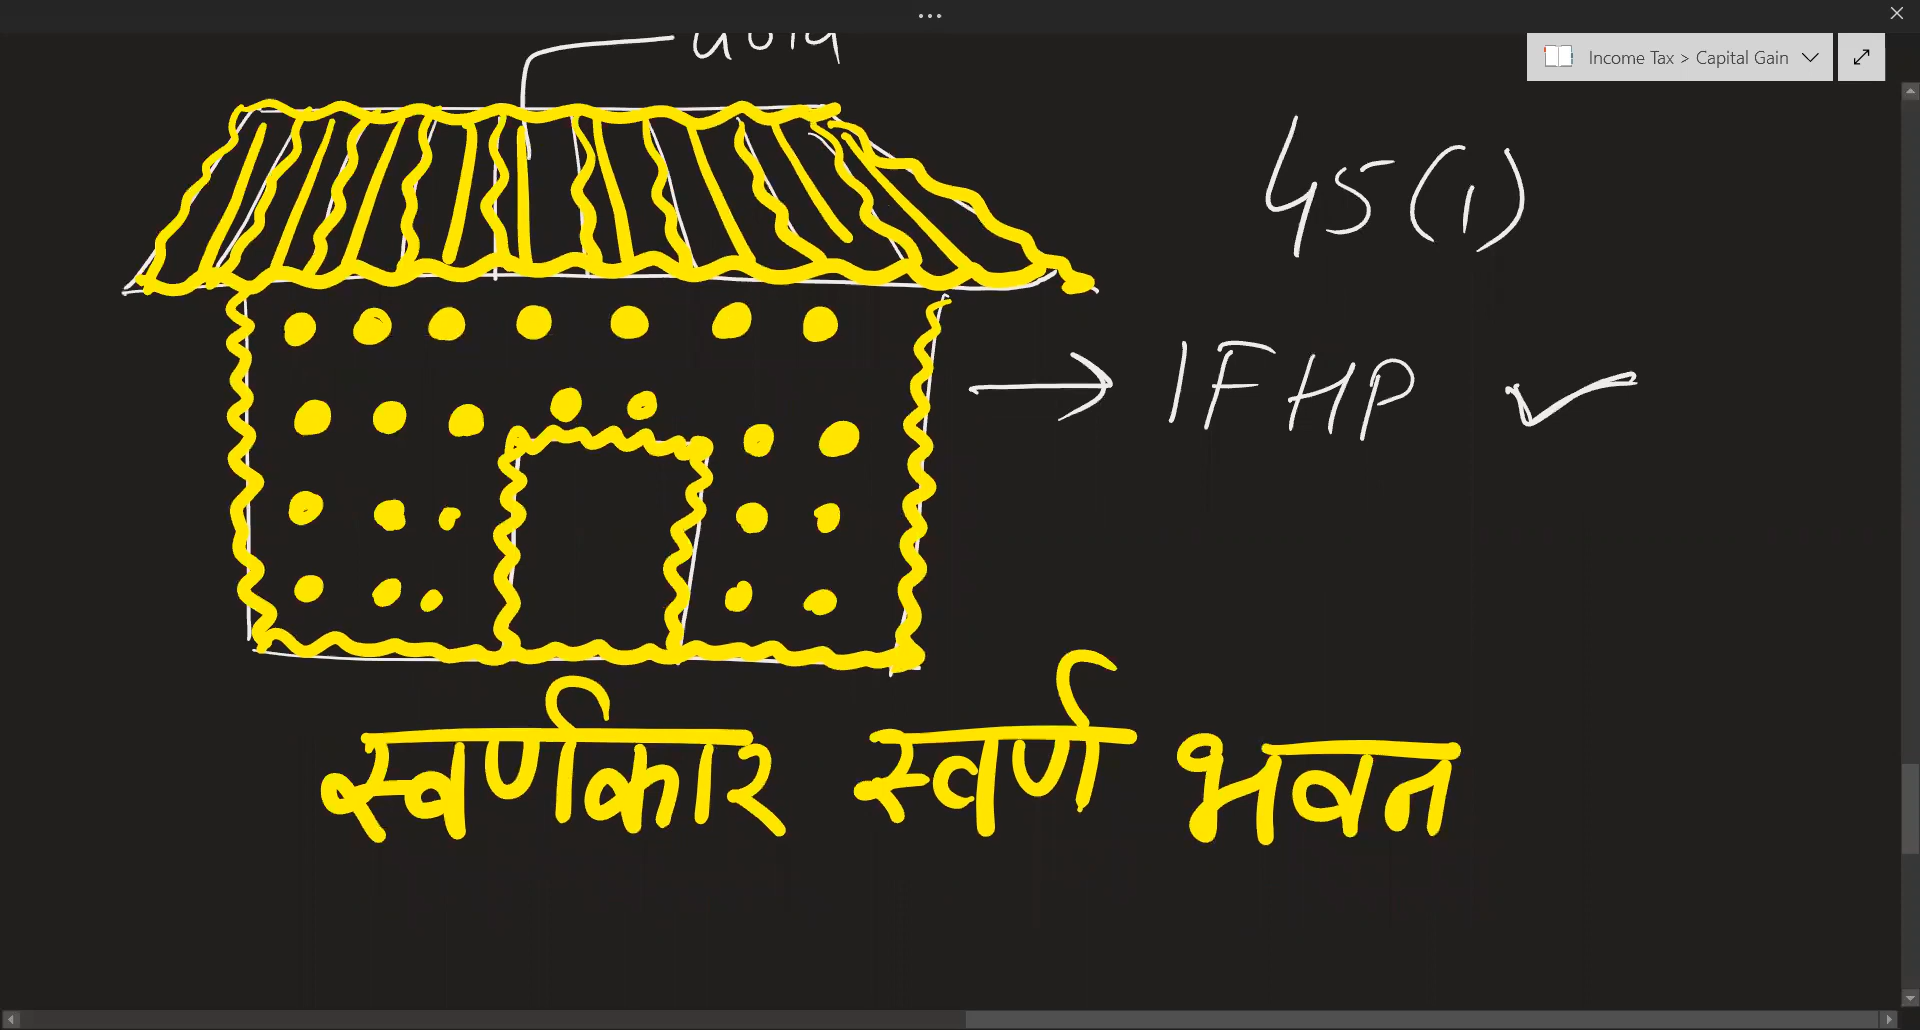 Income Tax > Capital Gain
45(1)
IFHP
स्वर्णकार स्वर्ण भवन